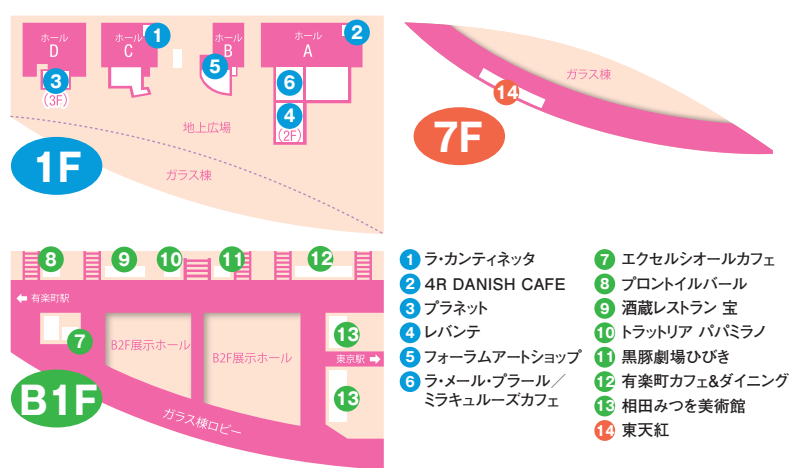 ホール
D
ホール
C
1
ホール
B
ホール
A
2
3
(3F)
5
6
4
(2F)
地上広場
ガラス棟
1F
ガラス棟
14
7F
8
9
10
11
12
有楽町駅
7
B2F展示ホール
B2F展示ホール
13
東京駅
13
ガラス棟ロビー
B1F
1 ラ・カンティネッタ
2 4R DANISH CAFE
3 プラネット
4 レバンテ
5 フォーラムアートショップ
6 ラ・メール・プラール／
ミラキュルーズカフェ
7 エクセルシオールカフェ
8 プロントイルバール
9 酒蔵レストラン 宝
10 トラットリア パパミラノ
11 黒豚劇場ひびき
12 有楽町カフェ&ダイニング
13 相田みつを美術館
14 東天紅